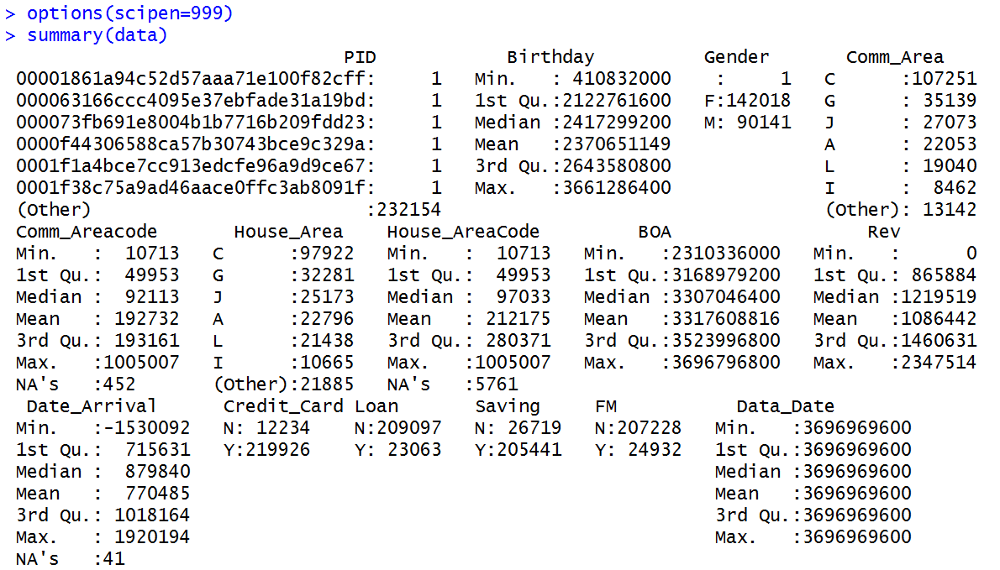 > options(scipen=999)
> summary(data)
PID Birthday Gender Comm_Area
00001861a94c52d57aaa71e100f82cff: 1 Min. : 410832000 : 1 C :107251
000063166ccc4095e37ebfade31a19bd: 1 1st Qu.:2122761600 F:142018 G : 35139
000073fb691e8004b1b7716b209fdd23: 1 Median :2417299200 M: 90141 J : 27073
0000f44306588ca57b30743bce9c329a: 1 Mean :2370651149 A : 22053
0001f1a4bce7cc913edcfe96a9d9ce67: 1 3rd Qu.:2643580800 L : 19040
0001f38c75a9ad46aace0ffc3ab8091f: 1 Max. :3661286400 I : 8462
(Other) :232154 (Other): 13142
Comm_Areacode House_Area House_AreaCode BOA Rev
Min. : 10713 C :97922 Min. : 10713 Min. :2310336000 Min. : 0
1st Qu.: 49953 G :32281 1st Qu.: 49953 1st Qu.:3168979200 1st Qu.: 865884
Median : 92113 J :25173 Median : 97033 Median :3307046400 Median :1219519
Mean : 192732 A :22796 Mean : 212175 Mean :3317608816 Mean :1086442
3rd Qu.: 193161 L :21438 3rd Qu.: 280371 3rd Qu.:3523996800 3rd Qu.:1460631
Max. :1005007 I :10665 Max. :1005007 Max. :3696796800 Max. :2347514
NA's :452 (Other):21885 NA's :5761
Date_Arrival Credit_Card Loan Saving FM Data_Date
Min. :-1530092 N: 12234 N:209097 N: 26719 N:207228 Min. :3696969600
1st Qu.: 715631 Y:219926 Y: 23063 Y:205441 Y: 24932 1st Qu.:3696969600
Median : 879840 Median :3696969600
Mean : 770485 Mean :3696969600
3rd Qu.: 1018164 3rd Qu.:3696969600
Max. : 1920194 Max. :3696969600
NA's :41